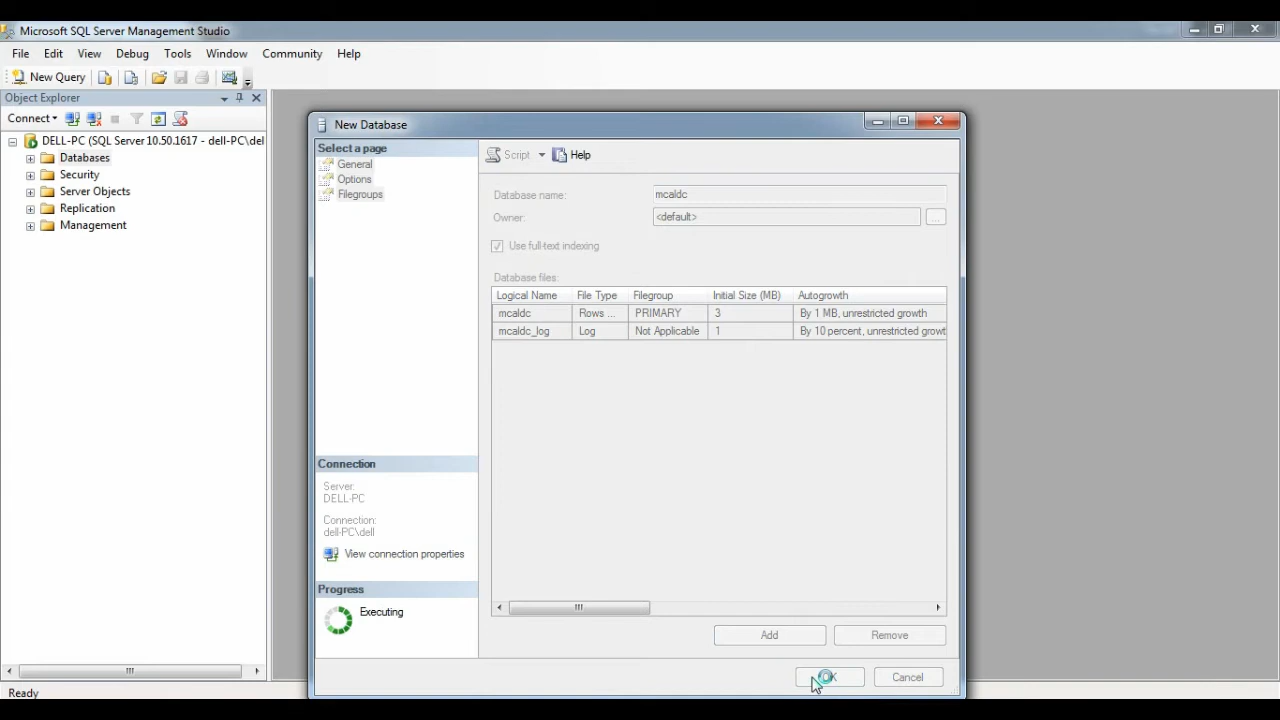 Microsoft SQL Server Management Studio
File Edit View Debug Tools Window Community Help
New Query
Object Explorer
Connect
DELL-PC (SQL Server 10.50.1617 - dell-PC\del
Databases
Security
Server Objects
Replication
Management
New Database
Select a page
General
Options
Filegroups
Script Help
Database name: mcaldc
Owner: <default> ...
Use full-text indexing
Database files:
Logical Name File Type Filegroup Initial Size (MB) Autogrowth
mcaldc Rows ... PRIMARY 3 By 1 MB, unrestricted growth
mcaldc_log Log Not Applicable 1 By 10 percent, unrestricted growt
Connection
Server:
DELL-PC
Connection:
dell-PC\dell
View connection properties
Progress
Executing
Add Remove
OK Cancel
Ready